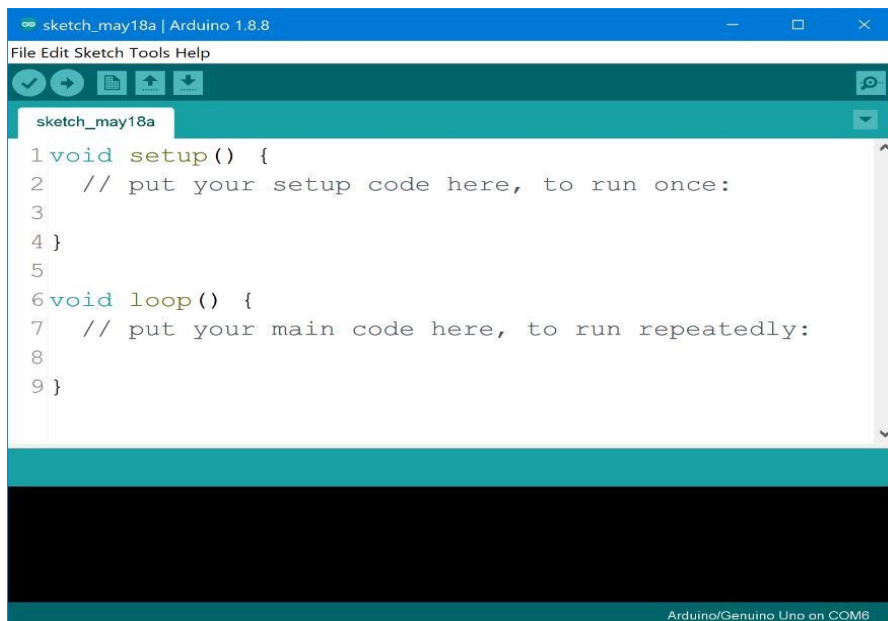 sketch_may18a | Arduino 1.8.8
File Edit Sketch Tools Help
sketch_may18a
1 void setup() {
2 // put your setup code here, to run once:
3
4 }
5
6 void loop() {
7 // put your main code here, to run repeatedly:
8
9 }
Arduino/Genuino Uno on COM6